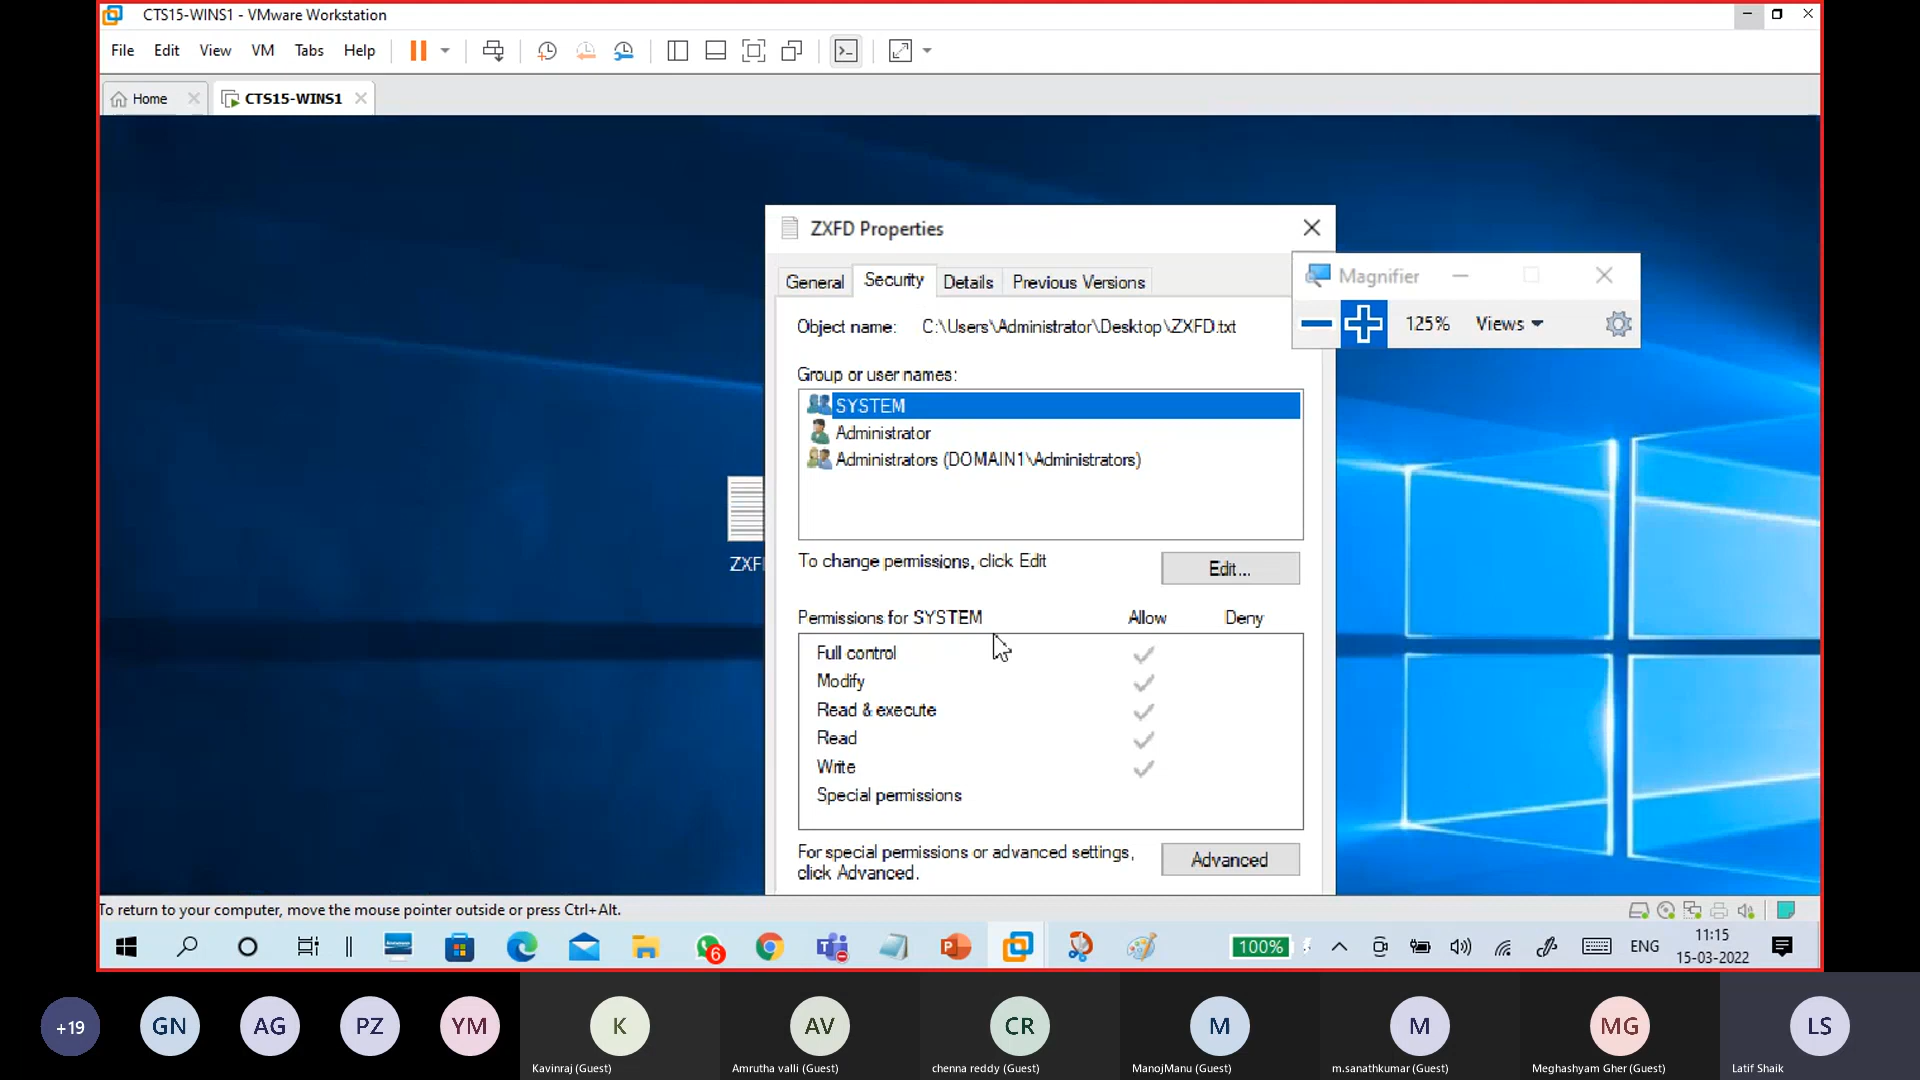 CTS15-WINS1 - VMware Workstation
File Edit View VM Tabs Help
Home
CTS15-WINS1
ZXFD Properties
Magnifier
General Security Details Previous Versions
Object name: C:\Users\Administrator\Desktop\ZXFD.txt
125% Views
Group or user names:
SYSTEM
Administrator
Administrators (DOMAIN1\Administrators)
ZXF
To change permissions, click Edit
Edit...
Permissions for SYSTEM Allow Deny
Full control
Modify
Read & execute
Read
Write
Special permissions
For special permissions or advanced settings,
click Advanced.
Advanced
To return to your computer, move the mouse pointer outside or press Ctrl+Alt.
6
100%
ENG
11:15
15-03-2022
+19 GN AG PZ YM K AV CR M M MG LS
Kavinraj (Guest) Amrutha valli (Guest) chenna reddy (Guest) ManojManu (Guest) m.sanathkumar (Guest) Meghashyam Gher (Guest) Latif Shaik